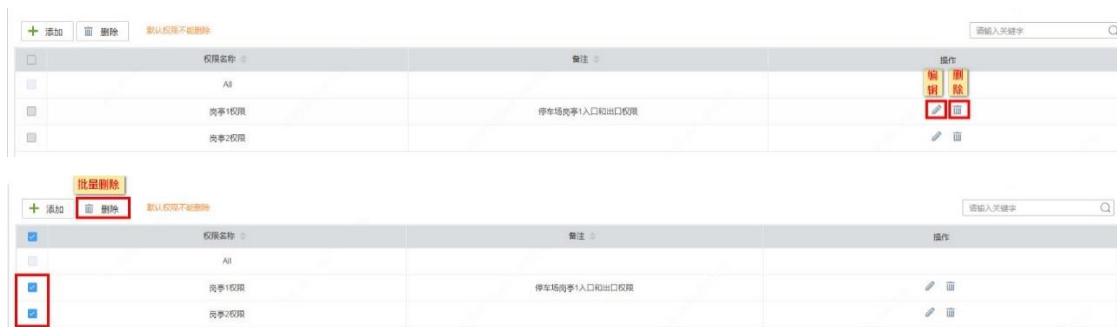 添加 删除 默认权限不能删除 请输入关键字
权限名称 备注 操作
All 编辑 删除
岗亭1权限 停车场岗亭1入口和出口权限
岗亭2权限
批量删除
添加 删除 默认权限不能删除 请输入关键字
权限名称 备注 操作
All
岗亭1权限 停车场岗亭1入口和出口权限
岗亭2权限